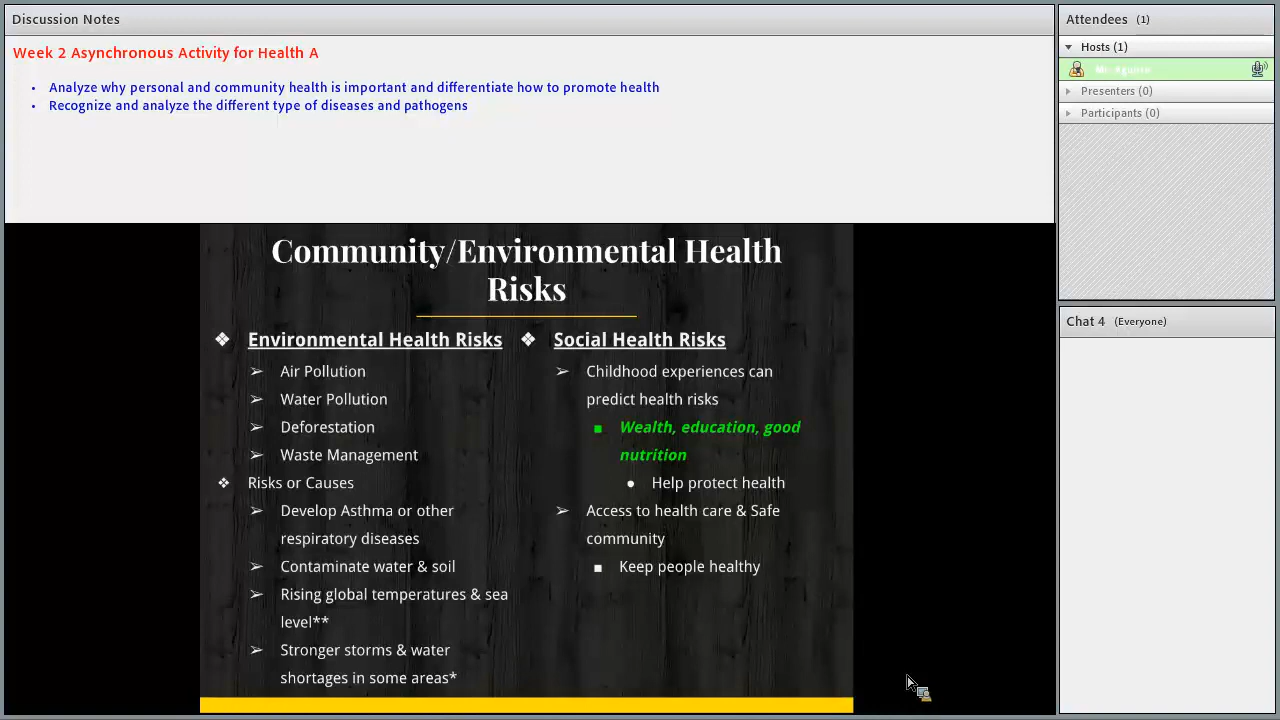 Discussion Notes
Week 2 Asynchronous Activity for Health A
• Analyze why personal and community health is important and differentiate how to promote health
• Recognize and analyze the different type of diseases and pathogens
Community/Environmental Health
Risks
❖ Environmental Health Risks
➢ Air Pollution
➢ Water Pollution
➢ Deforestation
➢ Waste Management
❖ Risks or Causes
➢ Develop Asthma or other
respiratory diseases
➢ Contaminate water & soil
➢ Rising global temperatures & sea
level**
➢ Stronger storms & water
shortages in some areas*
❖ Social Health Risks
➢ Childhood experiences can
predict health risks
■ Wealth, education, good
nutrition
● Help protect health
➢ Access to health care & Safe
community
■ Keep people healthy
Attendees (1)
Hosts (1)
Presenters (0)
Participants (0)
Chat 4 (Everyone)